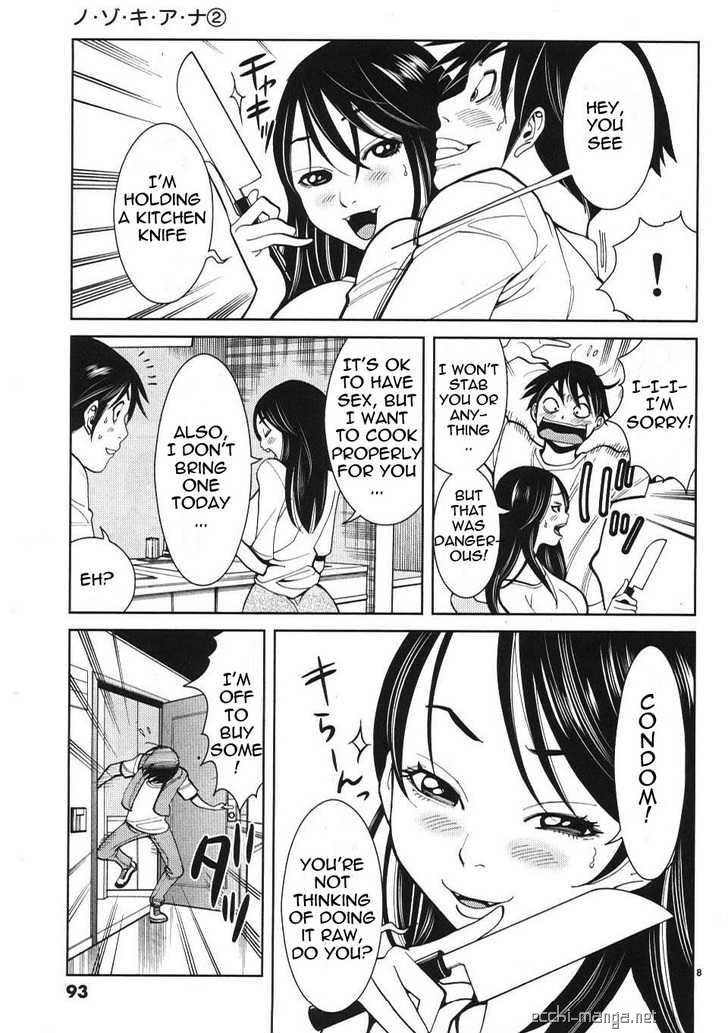 ノ・ゾ・キ・ア・ナ②
HEY,
YOU
SEE
!
チャキ
I'M
HOLDING
A KITCHEN
KNIFE
I-I-I-
I'M
SORRY!
I WON'T
STAB
YOU OR
ANY-
THING
..
BUT
THAT
WAS
DANGER-
OUS!
IT'S OK
TO HAVE
SEX, BUT
I WANT
TO COOK
PROPERLY
FOR YOU
...
ALSO,
I DON'T
BRING
ONE
TODAY
...
EH?
CONDOM!
きらーんっ
YOU'RE
NOT
THINKING
OF DOING
IT RAW,
DO YOU?
I'M
OFF
TO
BUY
SOME
!
ダッ
8
93
ecchi-manga.net